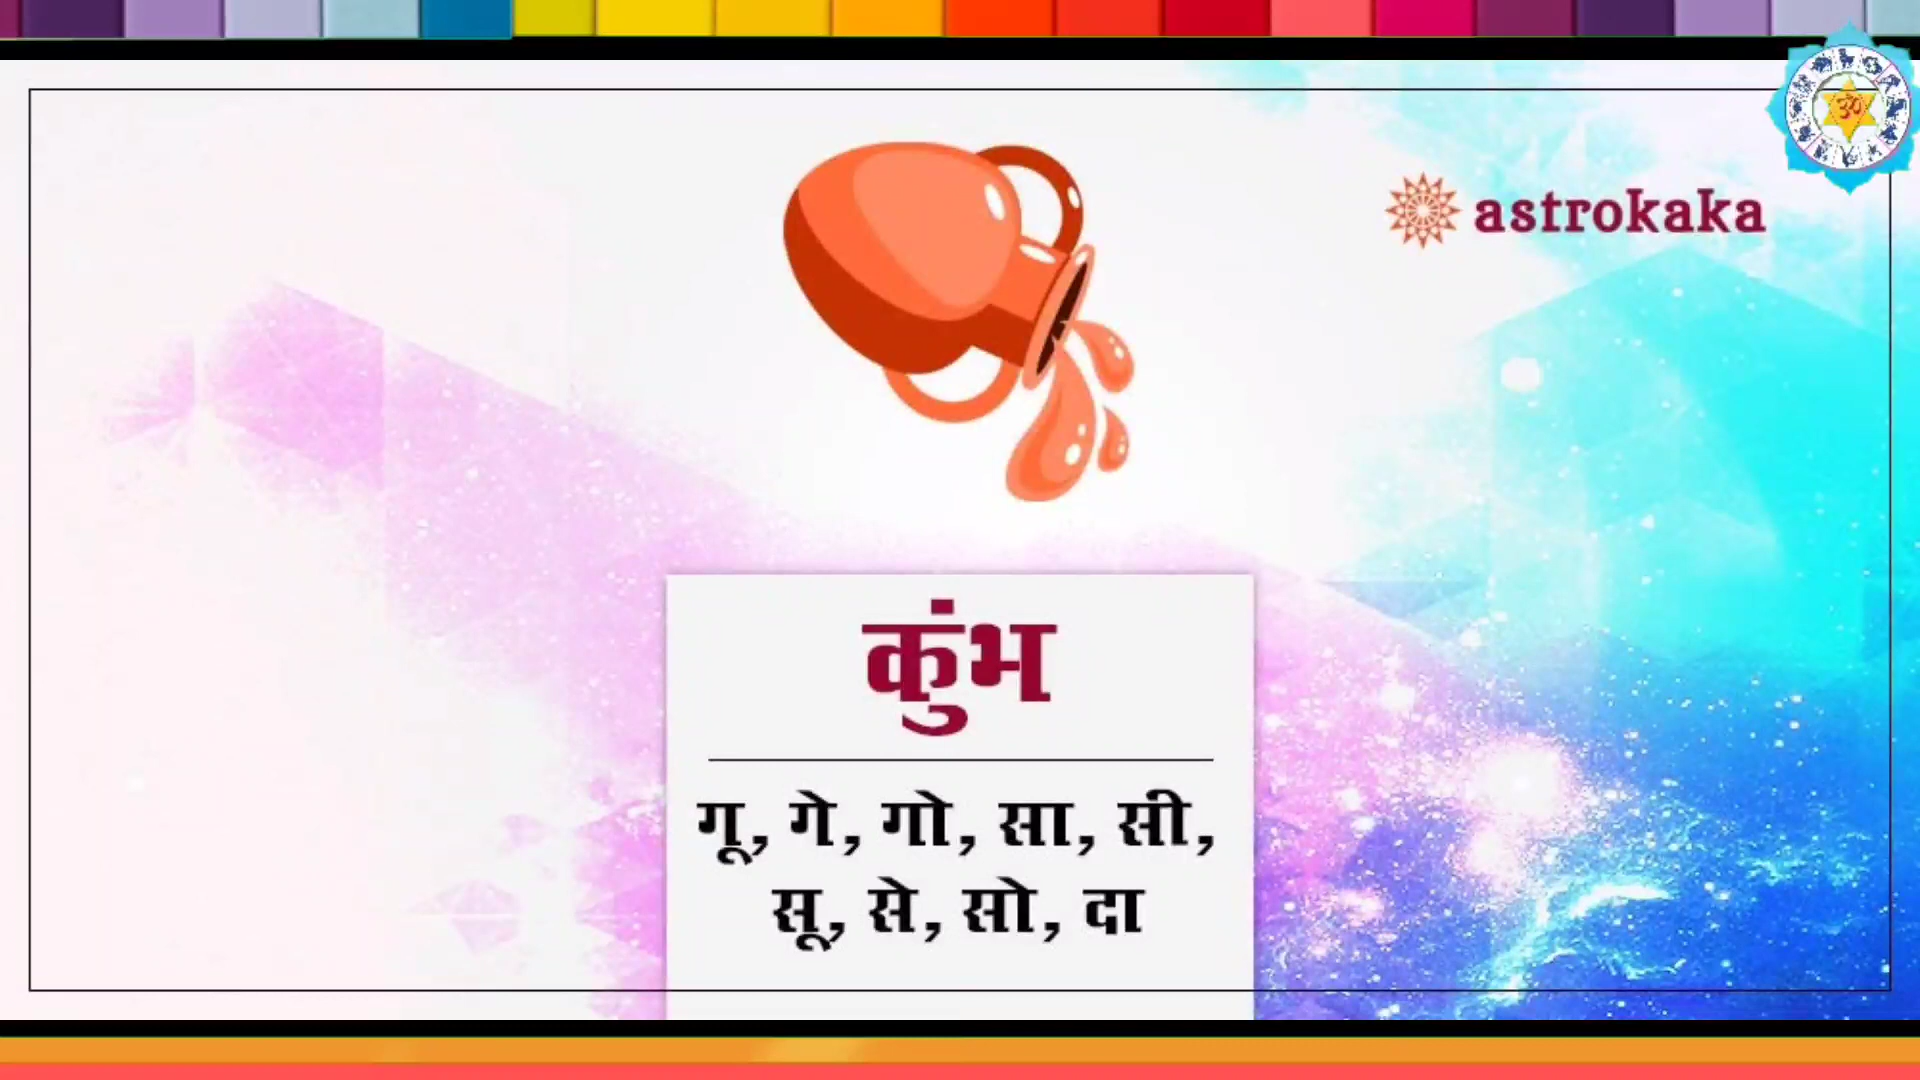 ॐ
astrokaka
कुंभ
गू, गे, गो, सा, सी,
सू, से, सो, दा